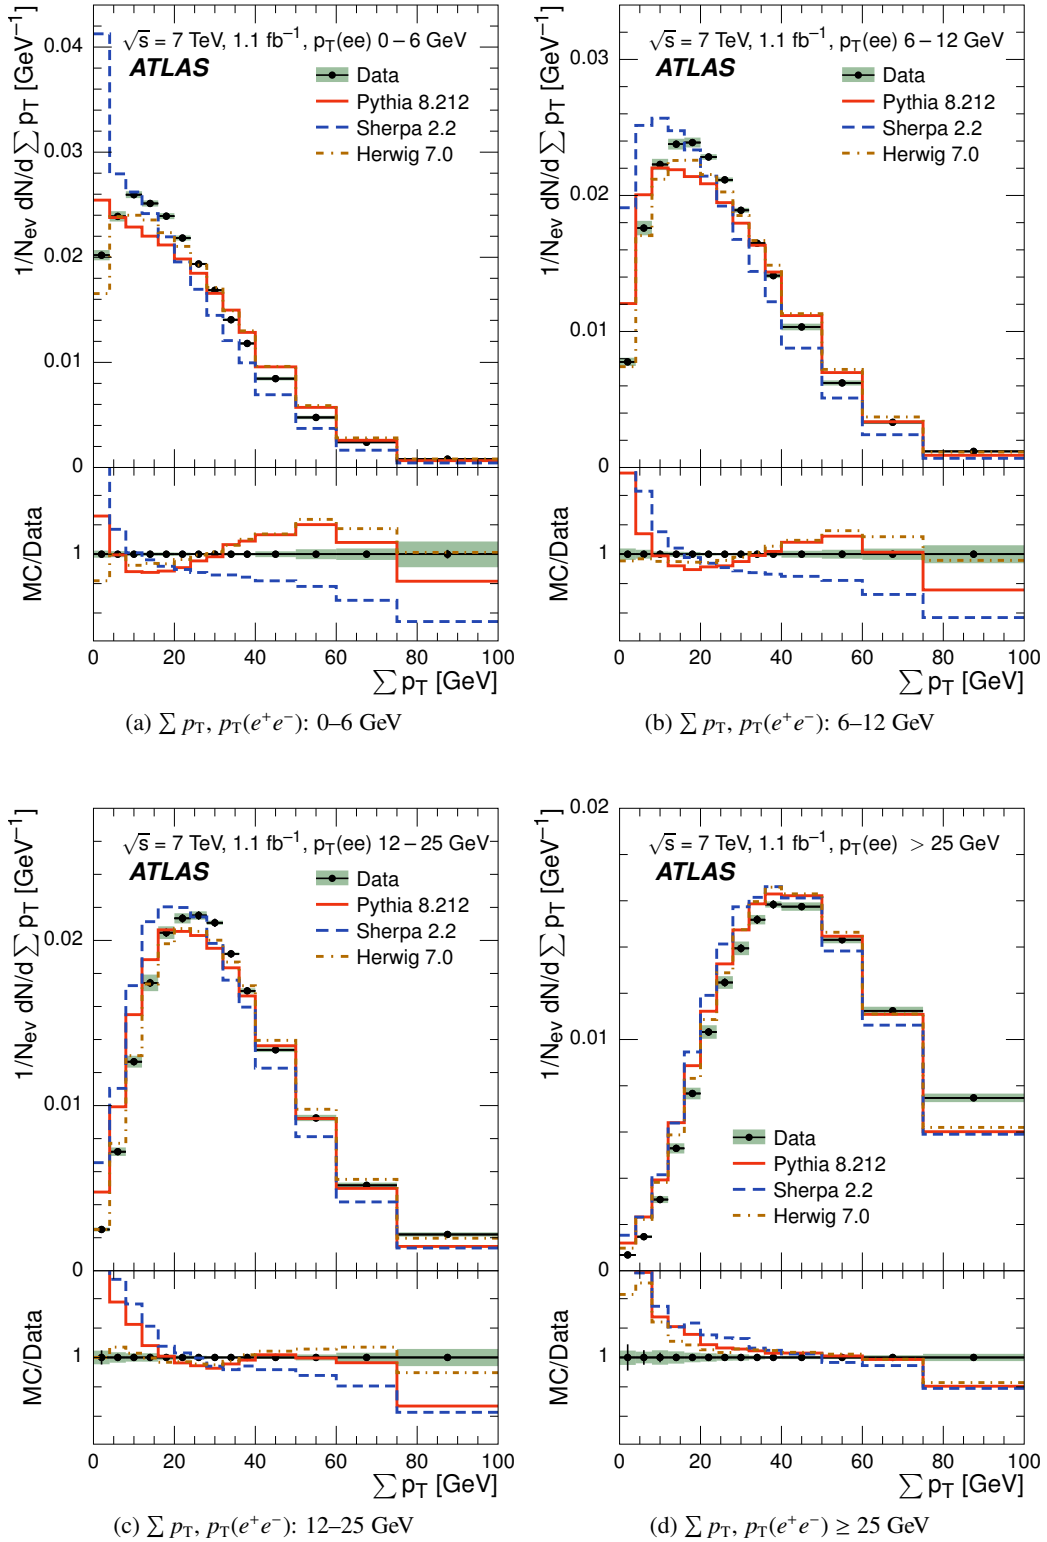 √s = 7 TeV, 1.1 fb⁻¹, p_T(ee) 0 – 6 GeV
ATLAS
Data
Pythia 8.212
Sherpa 2.2
Herwig 7.0
1/N_ev dN/d ∑ p_T [GeV⁻¹]
0.04
0.03
0.02
0.01
0
MC/Data
1
0 20 40 60 80 100
∑ p_T [GeV]
(a) ∑ p_T, p_T(e⁺e⁻): 0–6 GeV
√s = 7 TeV, 1.1 fb⁻¹, p_T(ee) 6 – 12 GeV
ATLAS
Data
Pythia 8.212
Sherpa 2.2
Herwig 7.0
1/N_ev dN/d ∑ p_T [GeV⁻¹]
0.03
0.02
0.01
0
MC/Data
1
0 20 40 60 80 100
∑ p_T [GeV]
(b) ∑ p_T, p_T(e⁺e⁻): 6–12 GeV
√s = 7 TeV, 1.1 fb⁻¹, p_T(ee) 12 – 25 GeV
ATLAS
Data
Pythia 8.212
Sherpa 2.2
Herwig 7.0
1/N_ev dN/d ∑ p_T [GeV⁻¹]
0.02
0.01
0
MC/Data
1
0 20 40 60 80 100
∑ p_T [GeV]
(c) ∑ p_T, p_T(e⁺e⁻): 12–25 GeV
0.02
√s = 7 TeV, 1.1 fb⁻¹, p_T(ee) > 25 GeV
ATLAS
1/N_ev dN/d ∑ p_T [GeV⁻¹]
0.01
Data
Pythia 8.212
Sherpa 2.2
Herwig 7.0
0
MC/Data
1
0 20 40 60 80 100
∑ p_T [GeV]
(d) ∑ p_T, p_T(e⁺e⁻) ≥ 25 GeV